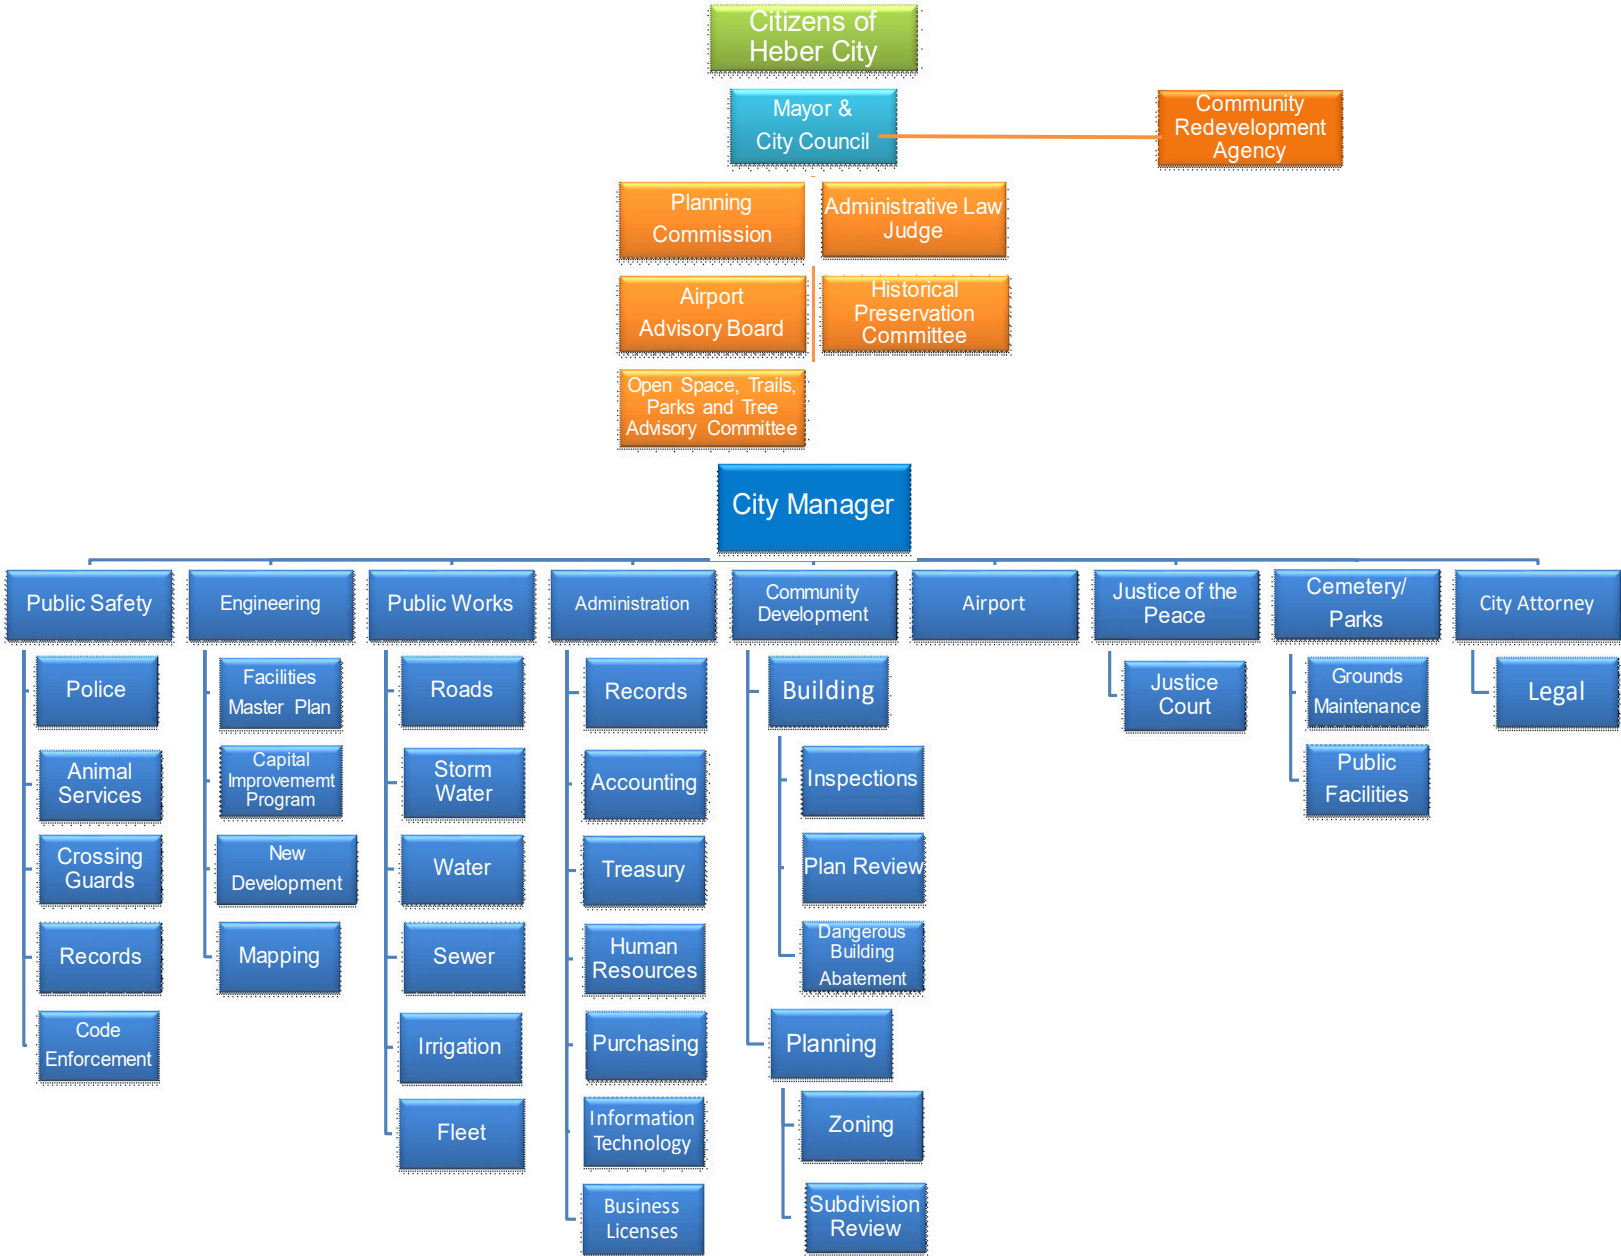 Citizens of
Heber City
Mayor &
City Council
Community
Redevelopment
Agency
Planning
Commission
Administrative Law
Judge
Airport
Advisory Board
Historical
Preservation
Committee
Open Space, Trails,
Parks and Tree
Advisory Committee
City Manager
Public Safety
Engineering
Public Works
Administration
Community
Development
Airport
Justice of the
Peace
Cemetery/
Parks
City Attorney
Police
Animal
Services
Crossing
Guards
Records
Code
Enforcement
Facilities
Master Plan
Capital
Improvememt
Program
New
Development
Mapping
Roads
Storm
Water
Water
Sewer
Irrigation
Fleet
Records
Accounting
Treasury
Human
Resources
Purchasing
Information
Technology
Business
Licenses
Building
Inspections
Plan Review
Dangerous
Building
Abatement
Planning
Zoning
Subdivision
Review
Justice
Court
Grounds
Maintenance
Public
Facilities
Legal